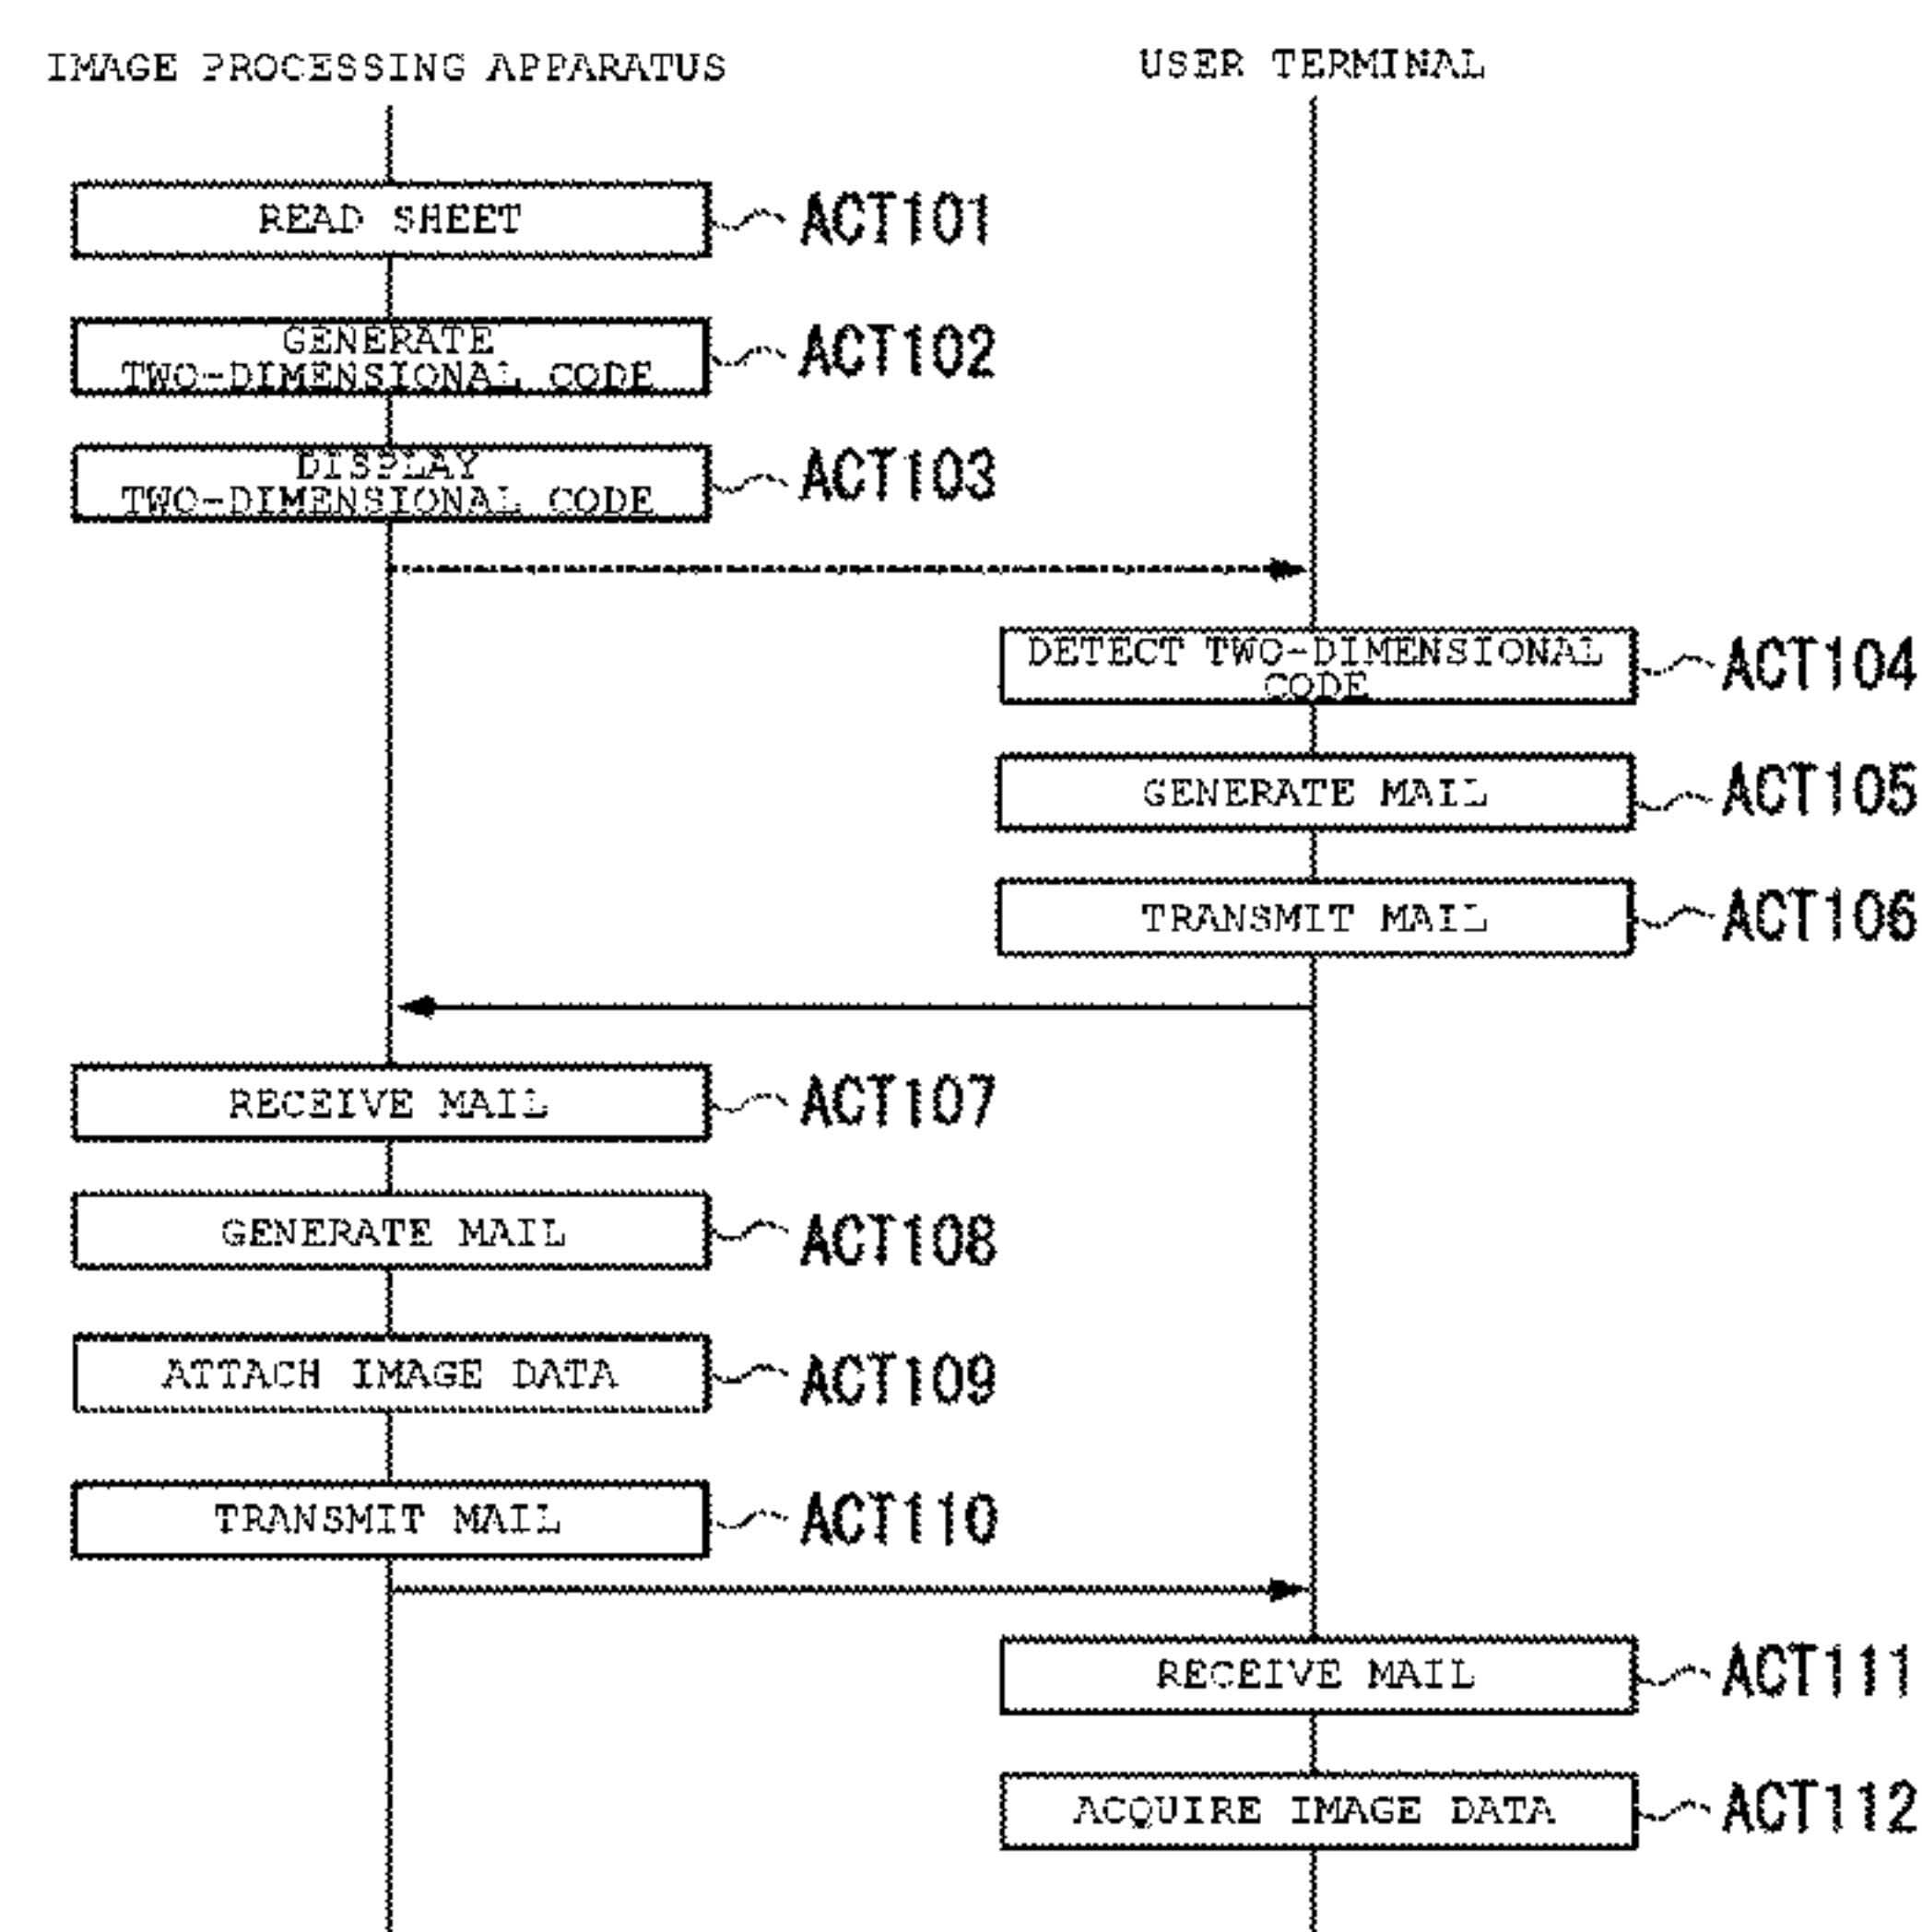 IMAGE PROCESSING APPARATUS
USER TERMINAL
READ SHEET
ACT101
GENERATE
TWO-DIMENSIONAL CODE
ACT102
DISPLAY
TWO-DIMENSIONAL CODE
ACT103
DETECT TWO-DIMENSIONAL
CODE
ACT104
GENERATE MAIL
ACT105
TRANSMIT MAIL
ACT106
RECEIVE MAIL
ACT107
GENERATE MAIL
ACT108
ATTACH IMAGE DATA
ACT109
TRANSMIT MAIL
ACT110
RECEIVE MAIL
ACT111
ACQUIRE IMAGE DATA
ACT112